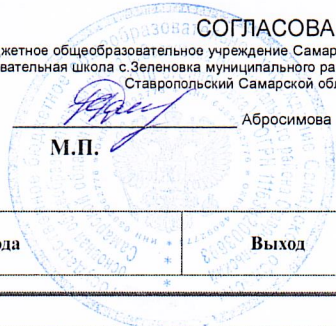 СОГЛАСОВА
жетное общеобразовательное учреждение Самар
вательная школа с.Зеленовка муниципального ра
Ставропольский Самарской обл
Абросимова
М.П.
ода Выход